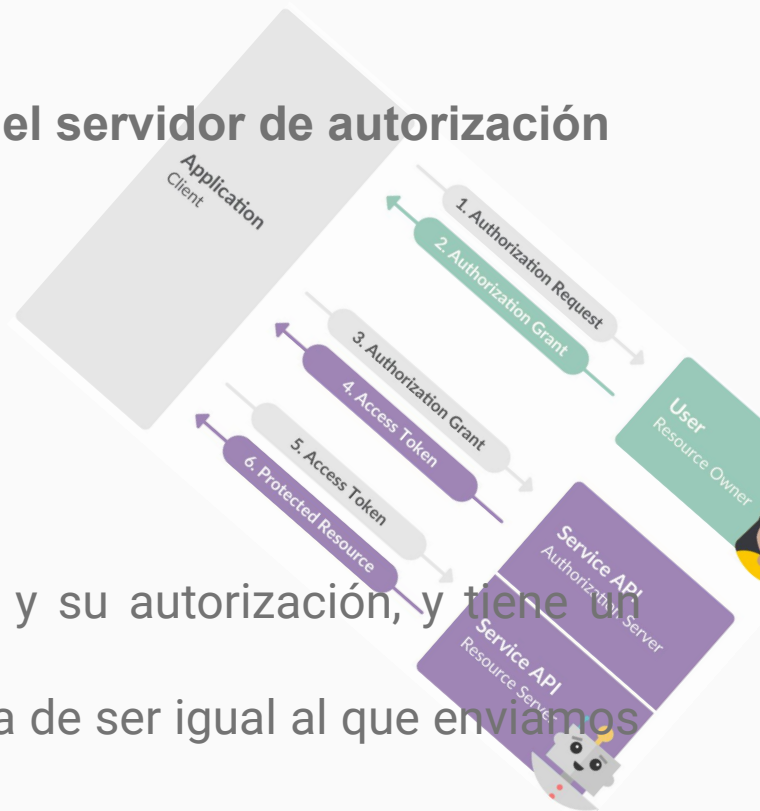 el servidor de autorización
Application
Client
1. Authorization Request
2. Authorization Grant
3. Authorization Grant
4. Access Token
5. Access Token
6. Protected Resource
User
Resource Owner
Service API
Authorization Server
Service API
Resource Server
y su autorización, y tiene un
a de ser igual al que enviamos